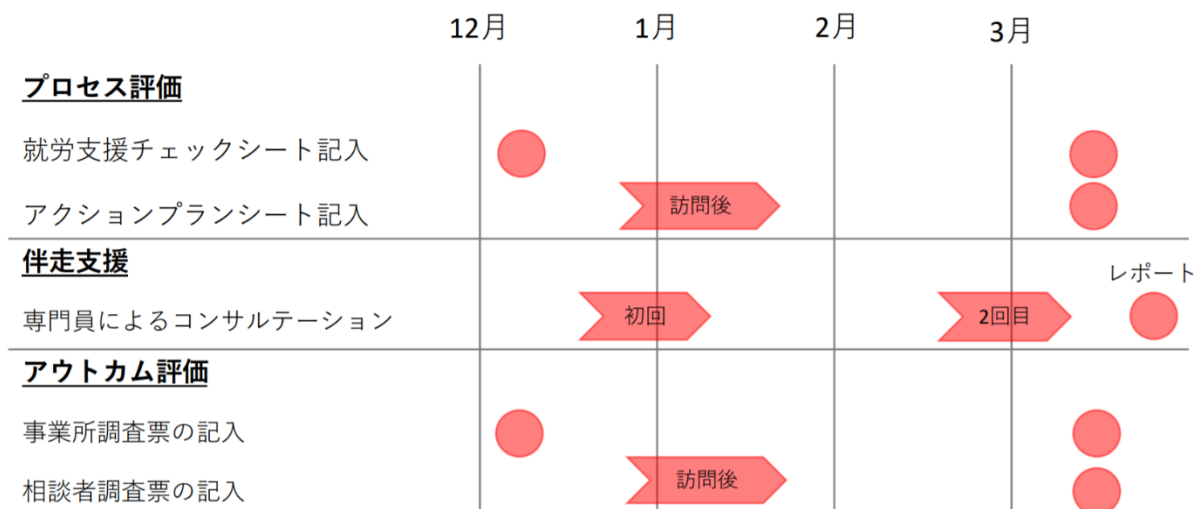 12月 1月 2月 3月
プロセス評価
就労支援チェックシート記入
アクションプランシート記入 訪問後
伴走支援
レポート
専門員によるコンサルテーション 初回 2回目
アウトカム評価
事業所調査票の記入
相談者調査票の記入 訪問後